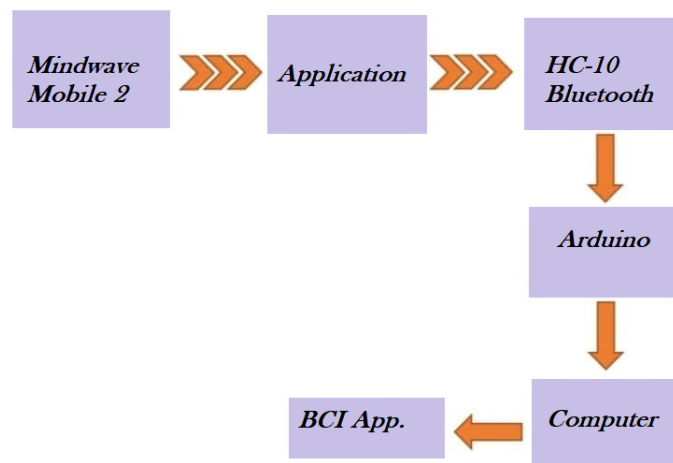 Mindwave
Mobile 2
Application
HC-10
Bluetooth
Arduino
Computer
BCI App.